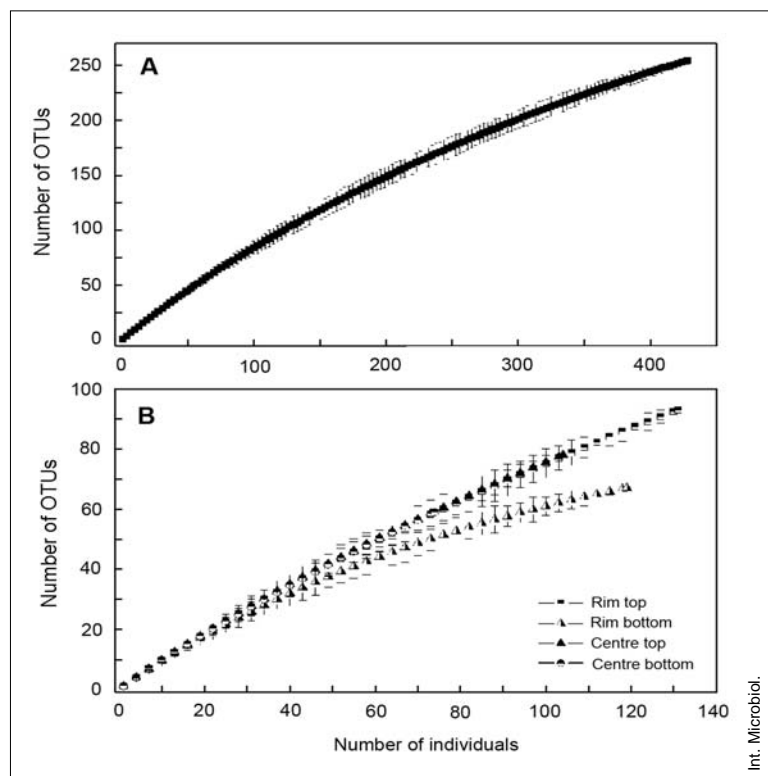 A
Number of OTUs
250
200
150
100
50
0
0 100 200 300 400
B
Number of OTUs
100
80
60
40
20
0
Rim top
Rim bottom
Centre top
Centre bottom
0 20 40 60 80 100 120 140
Number of individuals
Int. Microbiol.